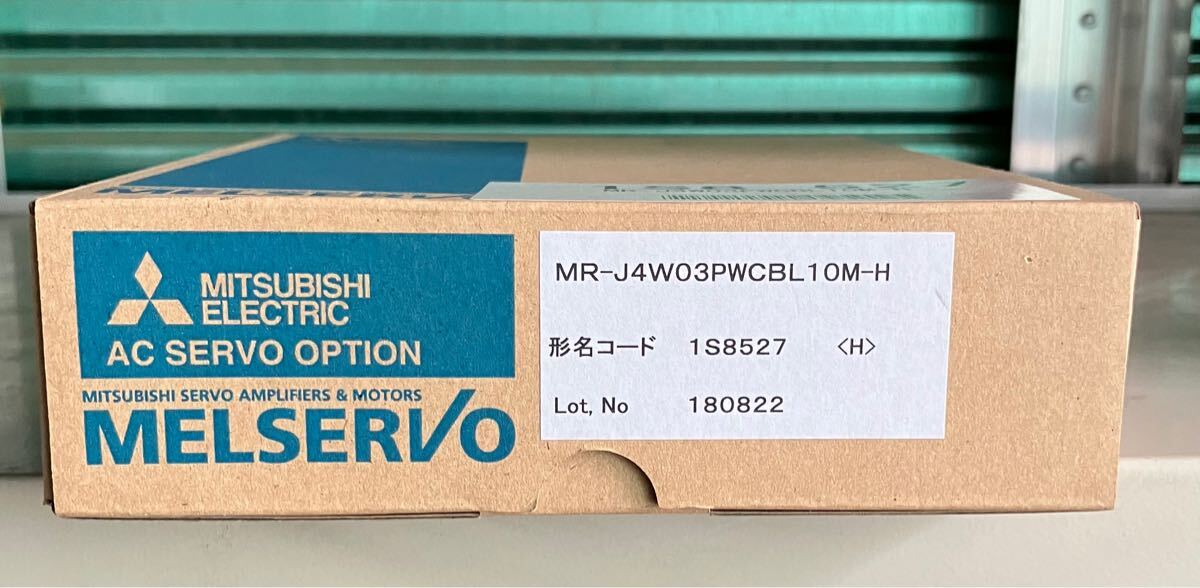 MELSERVO
MITSUBISHI
ELECTRIC
AC SERVO OPTION
MITSUBISHI SERVO AMPLIFIERS & MOTORS
MELSERVO
MR-J4W03PWCBL10M-H
形名コード 1S8527 <H>
Lot, No 180822